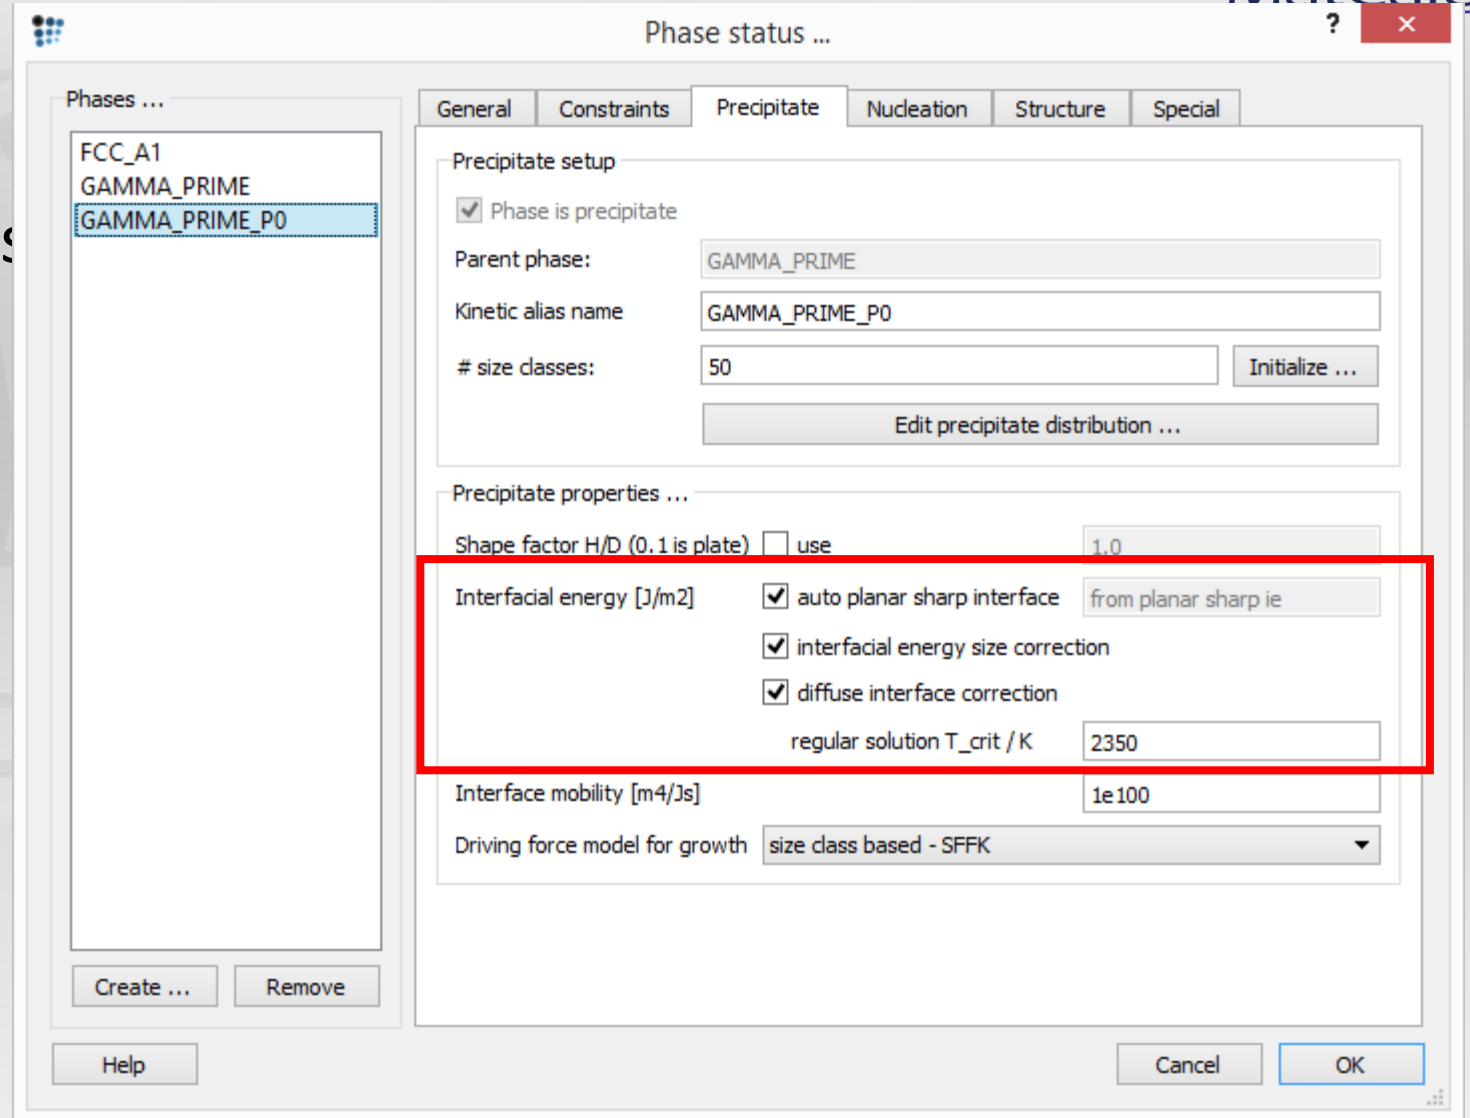 Phase status ...
?
Phases ...
FCC_A1
GAMMA_PRIME
GAMMA_PRIME_P0
Create ...
Remove
General
Constraints
Precipitate
Nucleation
Structure
Special
Precipitate setup
Phase is precipitate
Parent phase:
GAMMA_PRIME
Kinetic alias name
GAMMA_PRIME_P0
# size classes:
50
Initialize ...
Edit precipitate distribution ...
Precipitate properties ...
Shape factor H/D (0.1 is plate)
use
1.0
Interfacial energy [J/m2]
auto planar sharp interface
from planar sharp ie
interfacial energy size correction
diffuse interface correction
regular solution T_crit / K
2350
Interface mobility [m4/Js]
1e100
Driving force model for growth
size class based - SFFK
Help
Cancel
OK